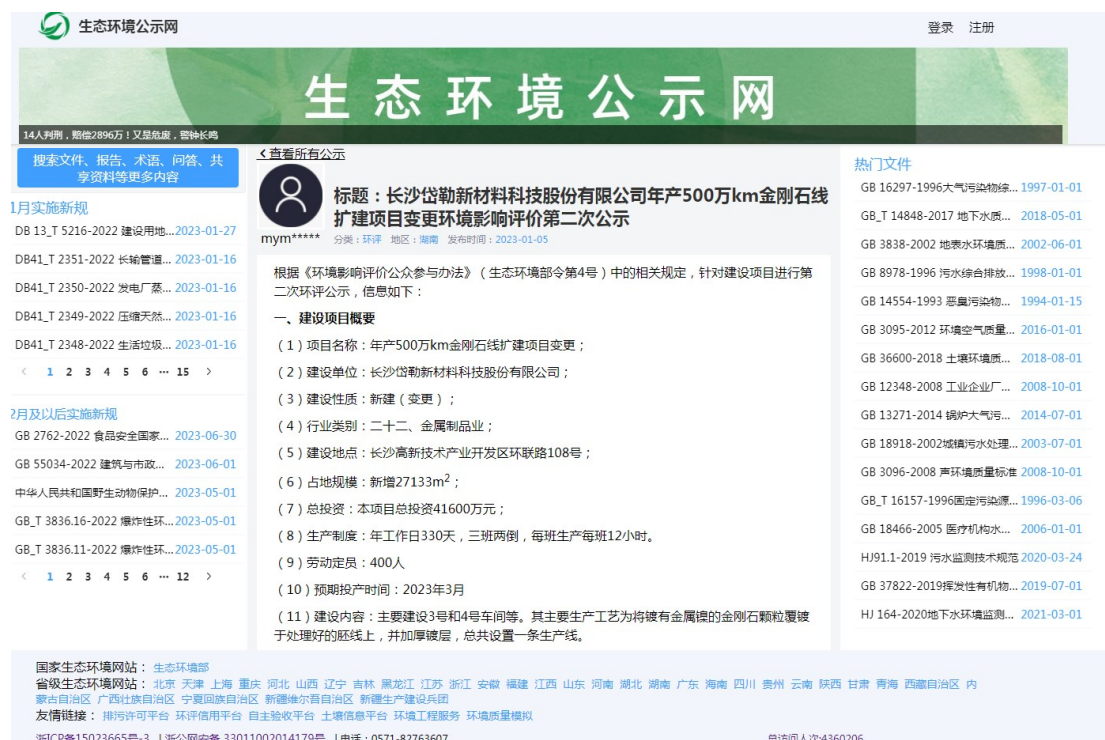 生态环境公示网
登录 注册
生态环境公示网
14人判刑，赔偿2896万！又是危废，警钟长鸣
搜索文件、报告、术语、问答、共
享资料等更多内容
1月实施新规
DB 13_T 5216-2022 建设用地... 2023-01-27
DB41_T 2351-2022 长输管道... 2023-01-16
DB41_T 2350-2022 发电厂蒸... 2023-01-16
DB41_T 2349-2022 压缩天然... 2023-01-16
DB41_T 2348-2022 生活垃圾... 2023-01-16
< 1 2 3 4 5 6 ··· 15 >
2月及以后实施新规
GB 2762-2022 食品安全国家... 2023-06-30
GB 55034-2022 建筑与市政... 2023-06-01
中华人民共和国野生动物保护... 2023-05-01
GB_T 3836.16-2022 爆炸性环... 2023-05-01
GB_T 3836.11-2022 爆炸性环... 2023-05-01
< 1 2 3 4 5 6 ··· 12 >
<查看所有公示
mym*****
标题：长沙岱勒新材料科技股份有限公司年产500万km金刚石线
扩建项目变更环境影响评价第二次公示
分类：环评 地区：湖南 发布时间：2023-01-05
根据《环境影响评价公众参与办法》（生态环境部令第4号）中的相关规定，针对建设项目进行第
二次环评公示，信息如下：
一、建设项目概要
（1）项目名称：年产500万km金刚石线扩建项目变更；
（2）建设单位：长沙岱勒新材料科技股份有限公司；
（3）建设性质：新建（变更）；
（4）行业类别：二十二、金属制品业；
（5）建设地点：长沙高新技术产业开发区环联路108号；
（6）占地规模：新增27133m²；
（7）总投资：本项目总投资41600万元；
（8）生产制度：年工作日330天，三班两倒，每班生产每班12小时。
（9）劳动定员：400人
（10）预期投产时间：2023年3月
（11）建设内容：主要建设3号和4号车间等。其主要生产工艺为将镀有金属镍的金刚石颗粒覆镀
于处理好的胚线上，并加厚镀层，总共设置一条生产线。
热门文件
GB 16297-1996大气污染物综... 1997-01-01
GB_T 14848-2017 地下水质... 2018-05-01
GB 3838-2002 地表水环境质... 2002-06-01
GB 8978-1996 污水综合排放... 1998-01-01
GB 14554-1993 恶臭污染物... 1994-01-15
GB 3095-2012 环境空气质量... 2016-01-01
GB 36600-2018 土壤环境质... 2018-08-01
GB 12348-2008 工业企业厂... 2008-10-01
GB 13271-2014 锅炉大气污... 2014-07-01
GB 18918-2002城镇污水处理... 2003-07-01
GB 3096-2008 声环境质量标准 2008-10-01
GB_T 16157-1996固定污染源... 1996-03-06
GB 18466-2005 医疗机构水... 2006-01-01
HJ91.1-2019 污水监测技术规范 2020-03-24
GB 37822-2019挥发性有机物... 2019-07-01
HJ 164-2020地下水环境监测... 2021-03-01
国家生态环境网站： 生态环境部
省级生态环境网站： 北京 天津 上海 重庆 河北 山西 辽宁 吉林 黑龙江 江苏 浙江 安徽 福建 江西 山东 河南 湖北 湖南 广东 海南 四川 贵州 云南 陕西 甘肃 青海 西藏自治区 内
蒙古自治区 广西壮族自治区 宁夏回族自治区 新疆维尔吾自治区 新疆生产建设兵团
友情链接： 排污许可平台 环评信用平台 自主验收平台 土壤信息平台 环境工程服务 环境质量模拟
浙ICP备15023665号-3 | 浙公网安备 33011002014179号 | 电话：0571-82763607
总访问人次:4360206